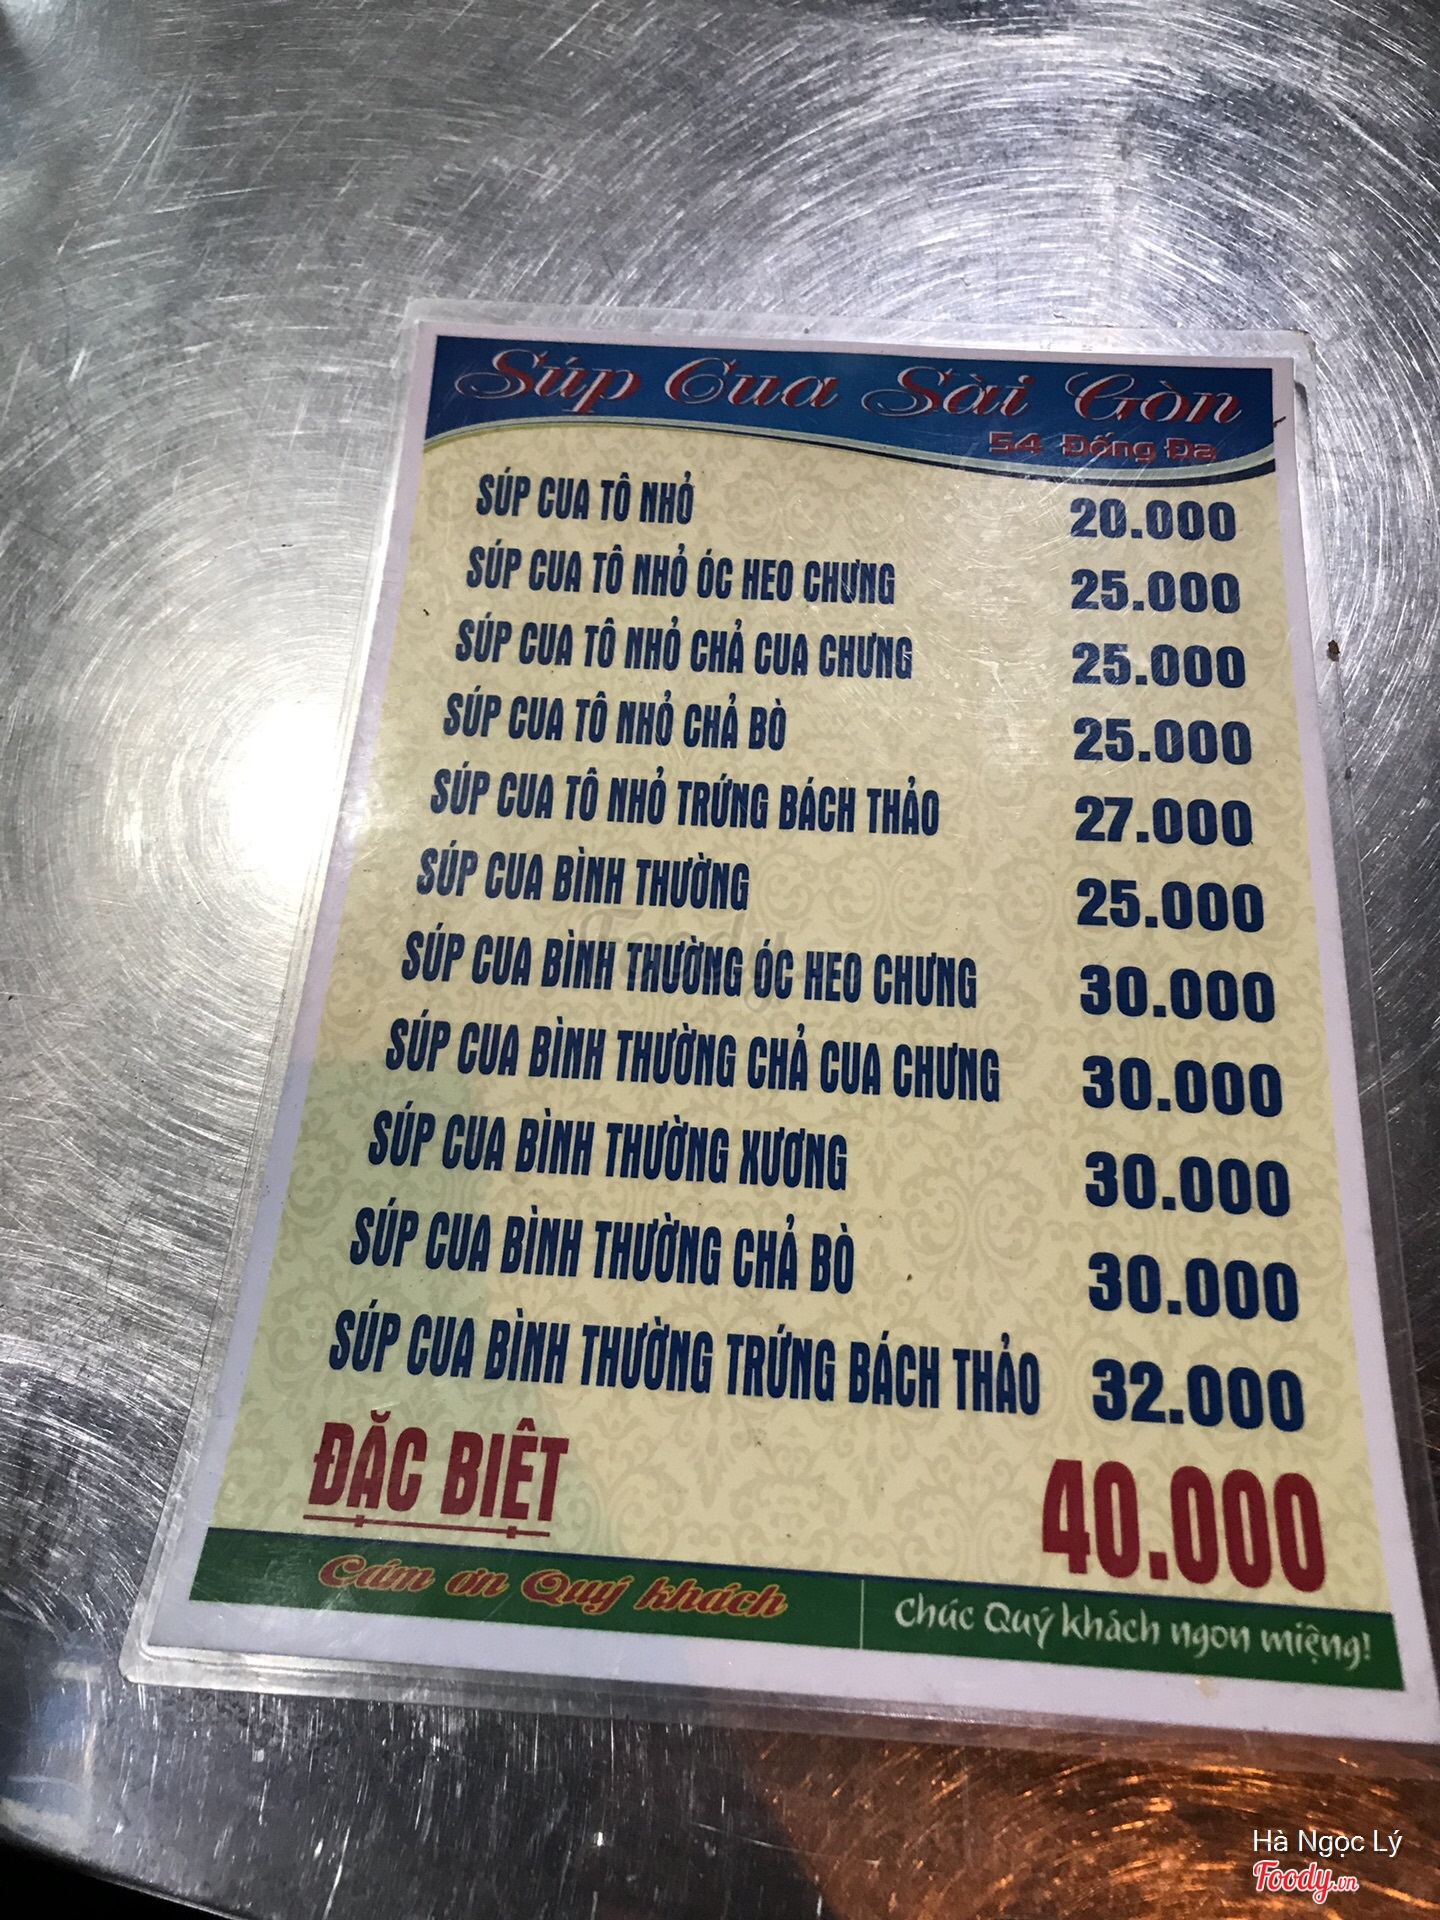 Súp Cua Sài Gòn
54 Đống Đa
SÚP CUA TÔ NHỎ 20.000
SÚP CUA TÔ NHỎ ÓC HEO CHƯNG 25.000
SÚP CUA TÔ NHỎ CHẢ CUA CHƯNG 25.000
SÚP CUA TÔ NHỎ CHẢ BÒ 25.000
SÚP CUA TÔ NHỎ TRỨNG BÁCH THẢO 27.000
SÚP CUA BÌNH THƯỜNG 25.000
SÚP CUA BÌNH THƯỜNG ÓC HEO CHƯNG 30.000
SÚP CUA BÌNH THƯỜNG CHẢ CUA CHƯNG 30.000
SÚP CUA BÌNH THƯỜNG XƯƠNG 30.000
SÚP CUA BÌNH THƯỜNG CHẢ BÒ 30.000
SÚP CUA BÌNH THƯỜNG TRỨNG BÁCH THẢO 32.000
ĐẶC BIỆT 40.000
Cám ơn Quý khách
Chúc Quý khách ngon miệng!
Foody
Hà Ngọc Lý
Foody.vn